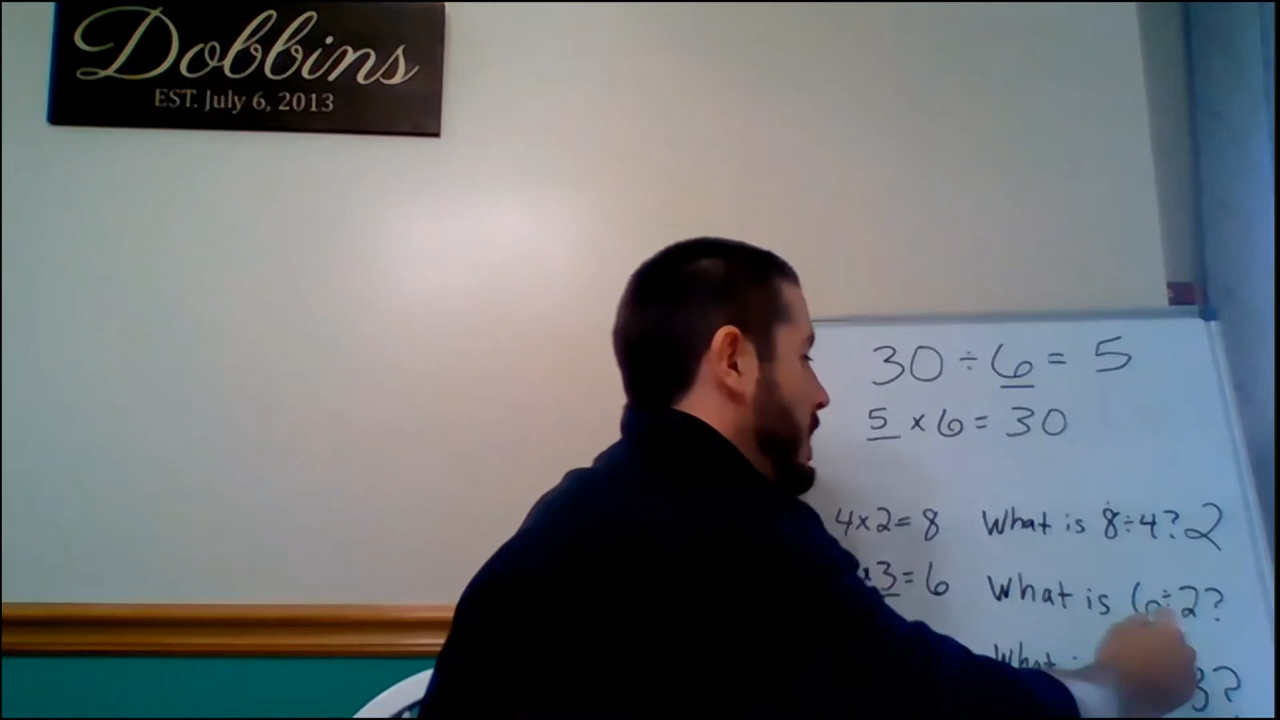 Dobbins
EST. July 6, 2013
30 ÷ 6 = 5
5 × 6 = 30
4×2=8 What is 8÷4? 2
×3=6 What is 6÷2?
What 3?